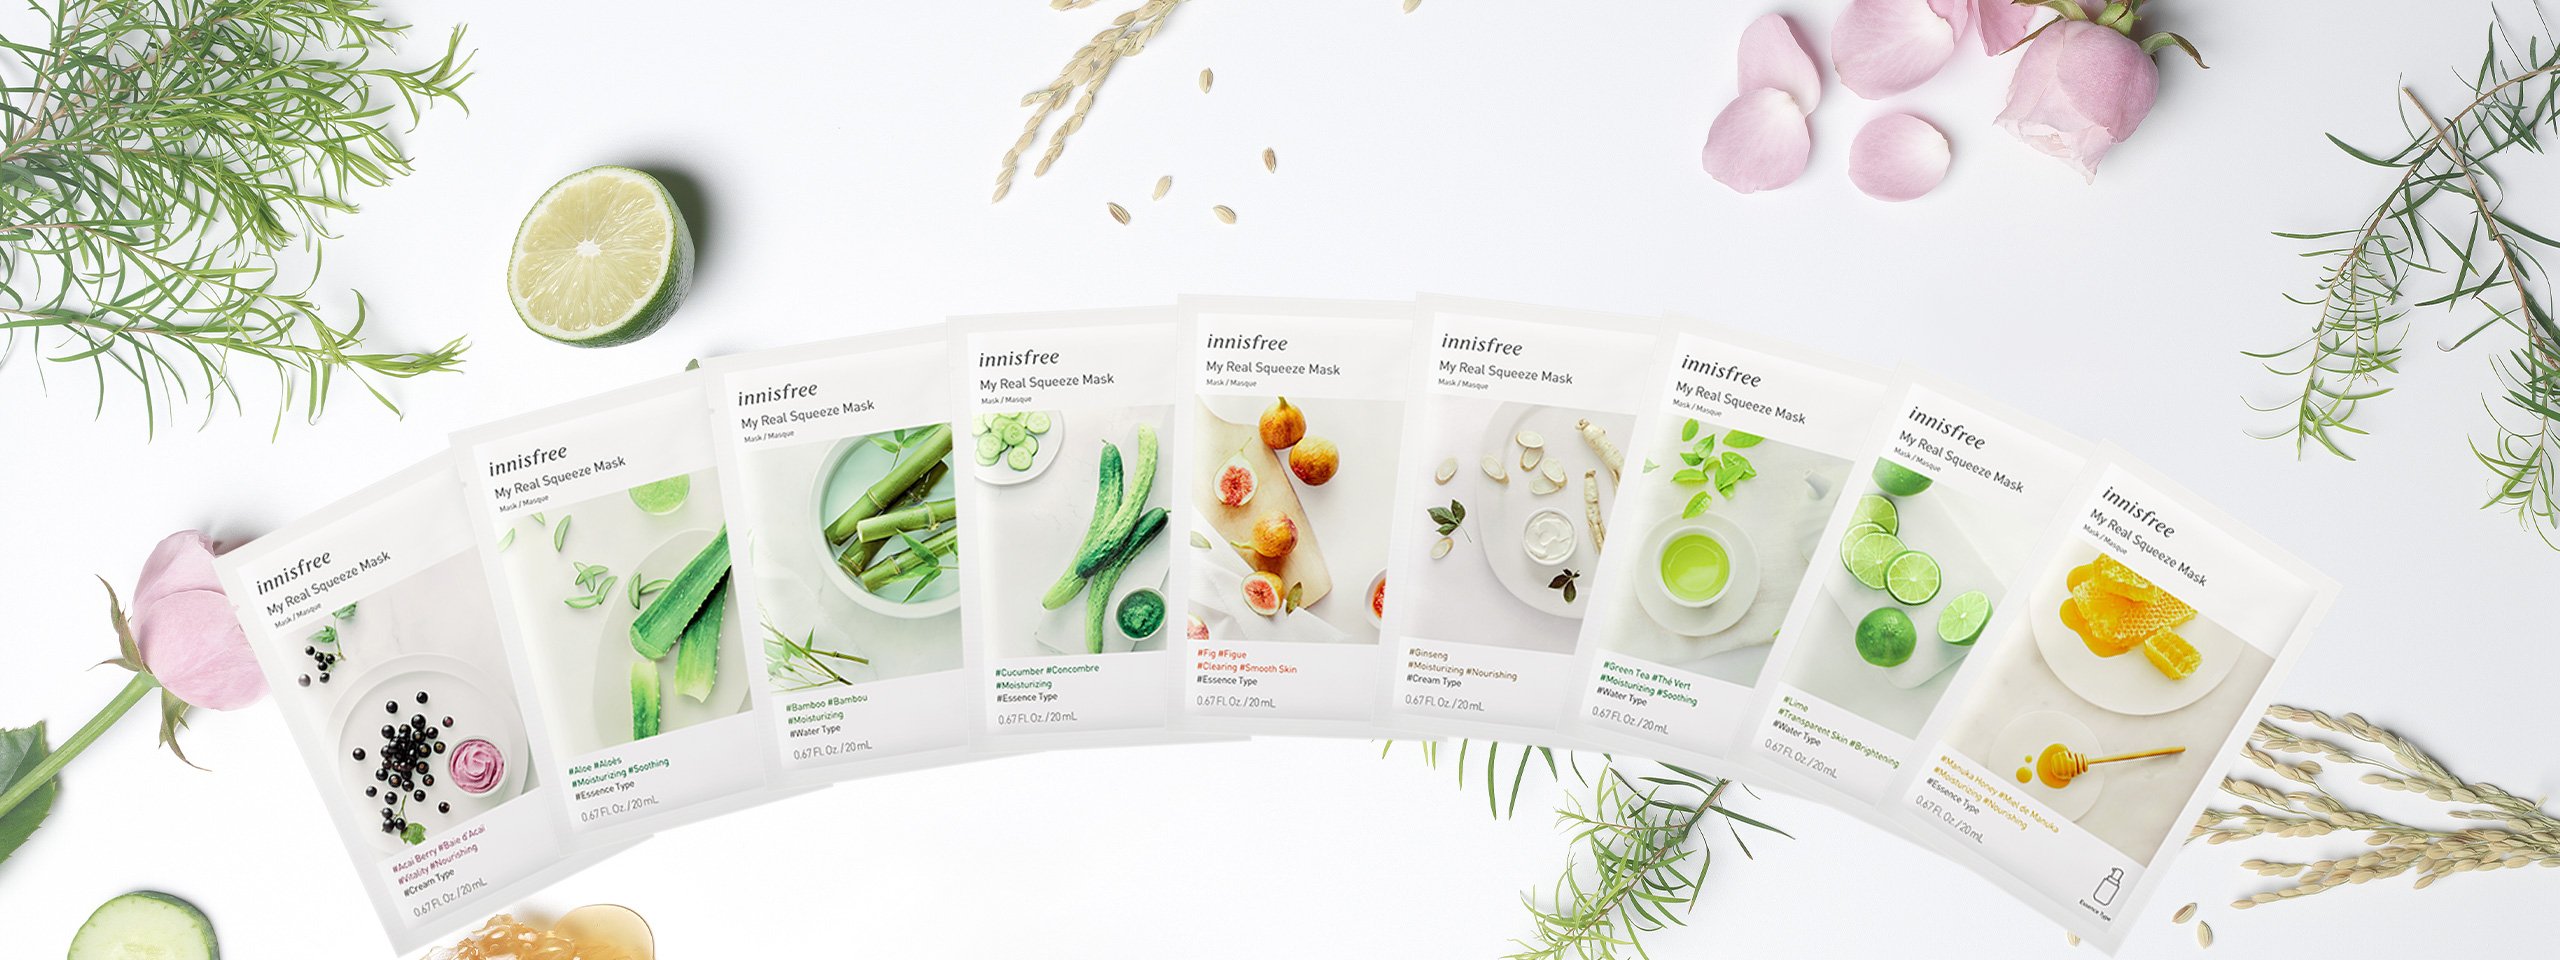 innisfree
My Real Squeeze Mask
Mask / Masque
#Acai Berry #Baie d'Acai
#Vitality #Nourishing
#Cream Type
0.67 FL.Oz. / 20 mL
innisfree
My Real Squeeze Mask
Mask / Masque
#Aloe #Aloès
#Moisturizing #Soothing
#Essence Type
0.67 FL.Oz. / 20 mL
innisfree
My Real Squeeze Mask
Mask / Masque
#Bamboo #Bambou
#Moisturizing
#Water Type
0.67 FL.Oz. / 20 mL
innisfree
My Real Squeeze Mask
Mask / Masque
#Cucumber #Concombre
#Moisturizing
#Essence Type
0.67 FL.Oz. / 20 mL
innisfree
My Real Squeeze Mask
Mask / Masque
#Fig #Figue
#Clearing #Smooth Skin
#Essence Type
0.67 FL.Oz. / 20 mL
innisfree
My Real Squeeze Mask
Mask / Masque
#Ginseng
#Moisturizing #Nourishing
#Cream Type
0.67 FL.Oz. / 20 mL
innisfree
My Real Squeeze Mask
Mask / Masque
#Green Tea #Thé Vert
#Moisturizing #Soothing
#Water Type
0.67 FL.Oz. / 20 mL
innisfree
My Real Squeeze Mask
Mask / Masque
#Lime
#Transparent Skin #Brightening
#Water Type
0.67 FL.Oz. / 20 mL
innisfree
My Real Squeeze Mask
Mask / Masque
#Manuka Honey #Miel de Manuka
#Moisturizing #Nourishing
#Essence Type
0.67 FL.Oz. / 20 mL
Essence Type